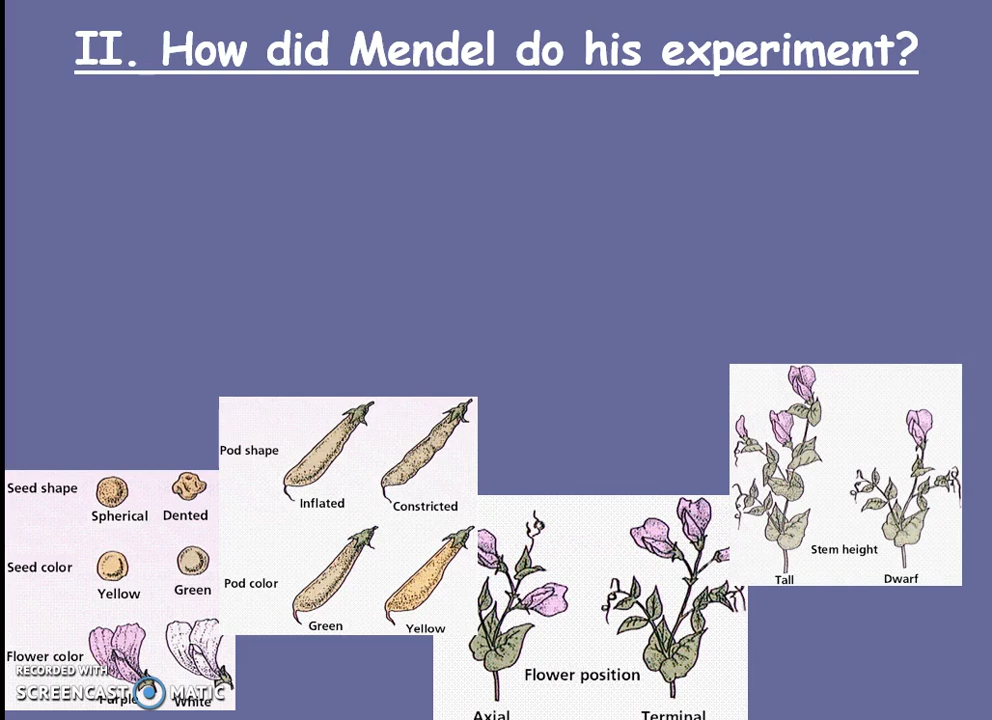 II. How did Mendel do his experiment?
Seed shape
Spherical Dented
Seed color
Yellow Green
Flower color
Purple White
RECORDED WITH
SCREENCAST MATIC
Pod shape
Inflated Constricted
Pod color
Green Yellow
Flower position
Axial Terminal
Stem height
Tall Dwarf